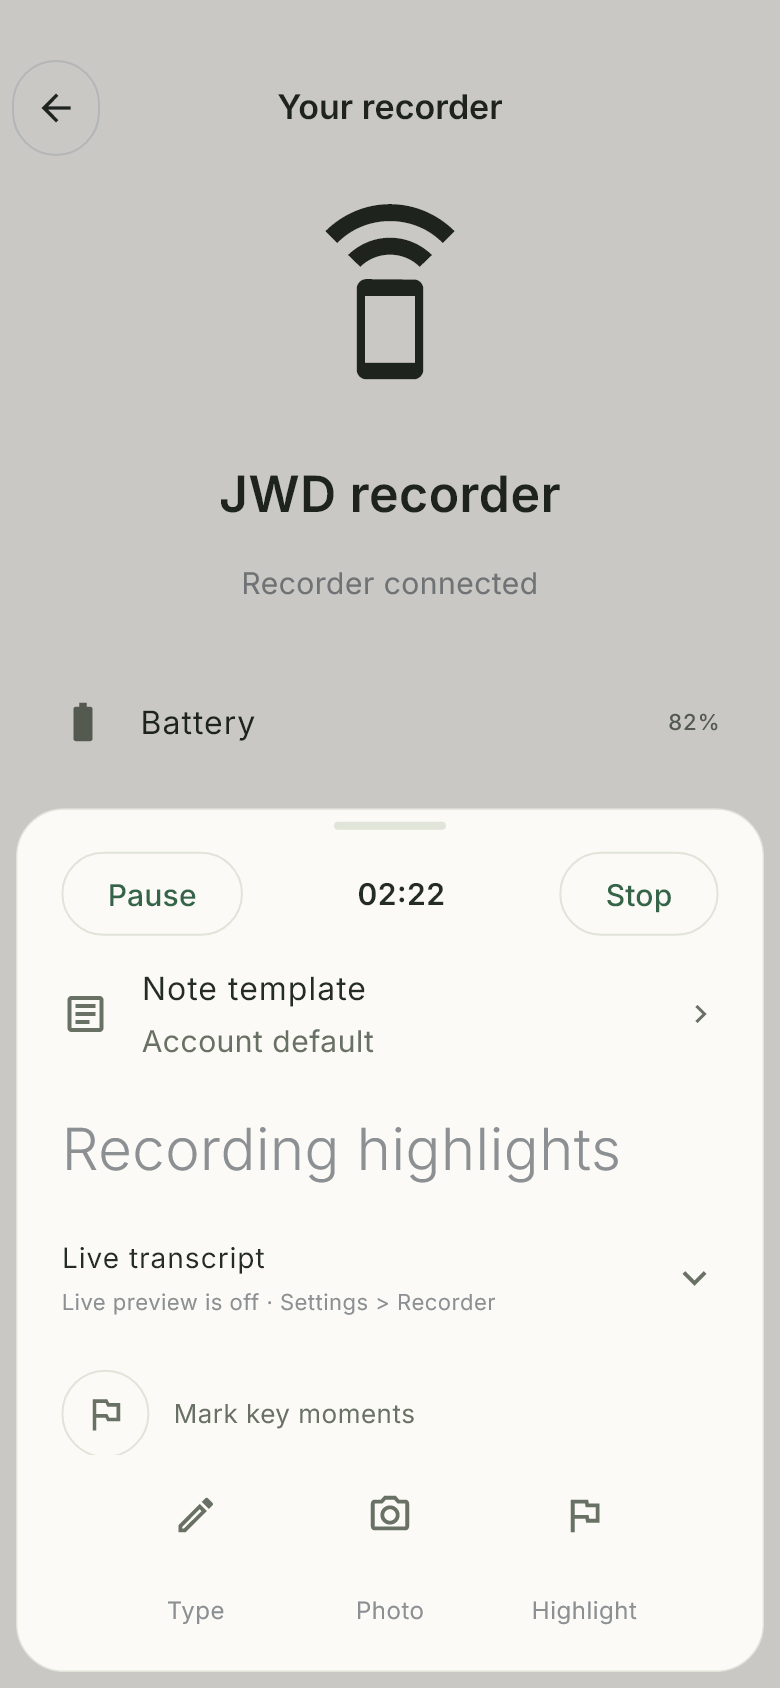 Your recorder
JWD recorder
Recorder connected
Battery 82%
Pause 02:22 Stop
Note template
Account default
Recording highlights
Live transcript
Live preview is off · Settings > Recorder
Mark key moments
Type Photo Highlight